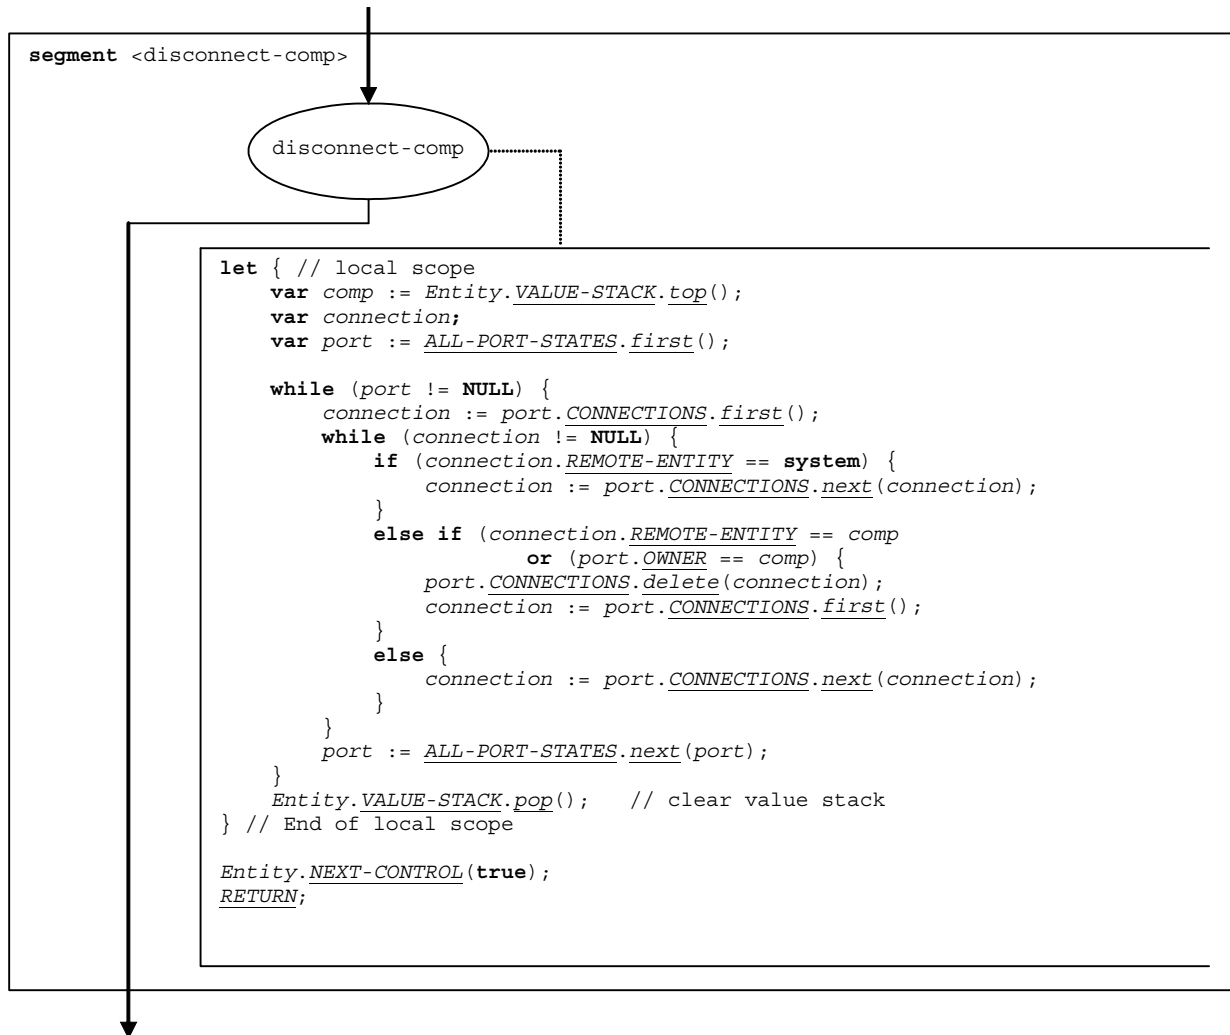 segment <disconnect-comp>
disconnect-comp
let { // local scope
var comp := Entity.VALUE-STACK.top();
var connection;
var port := ALL-PORT-STATES.first();
while (port != NULL) {
connection := port.CONNECTIONS.first();
while (connection != NULL) {
if (connection.REMOTE-ENTITY == system) {
connection := port.CONNECTIONS.next(connection);
}
else if (connection.REMOTE-ENTITY == comp
or (port.OWNER == comp) {
port.CONNECTIONS.delete(connection);
connection := port.CONNECTIONS.first();
}
else {
connection := port.CONNECTIONS.next(connection);
}
}
port := ALL-PORT-STATES.next(port);
}
Entity.VALUE-STACK.pop(); // clear value stack
} // End of local scope
Entity.NEXT-CONTROL(true);
RETURN;